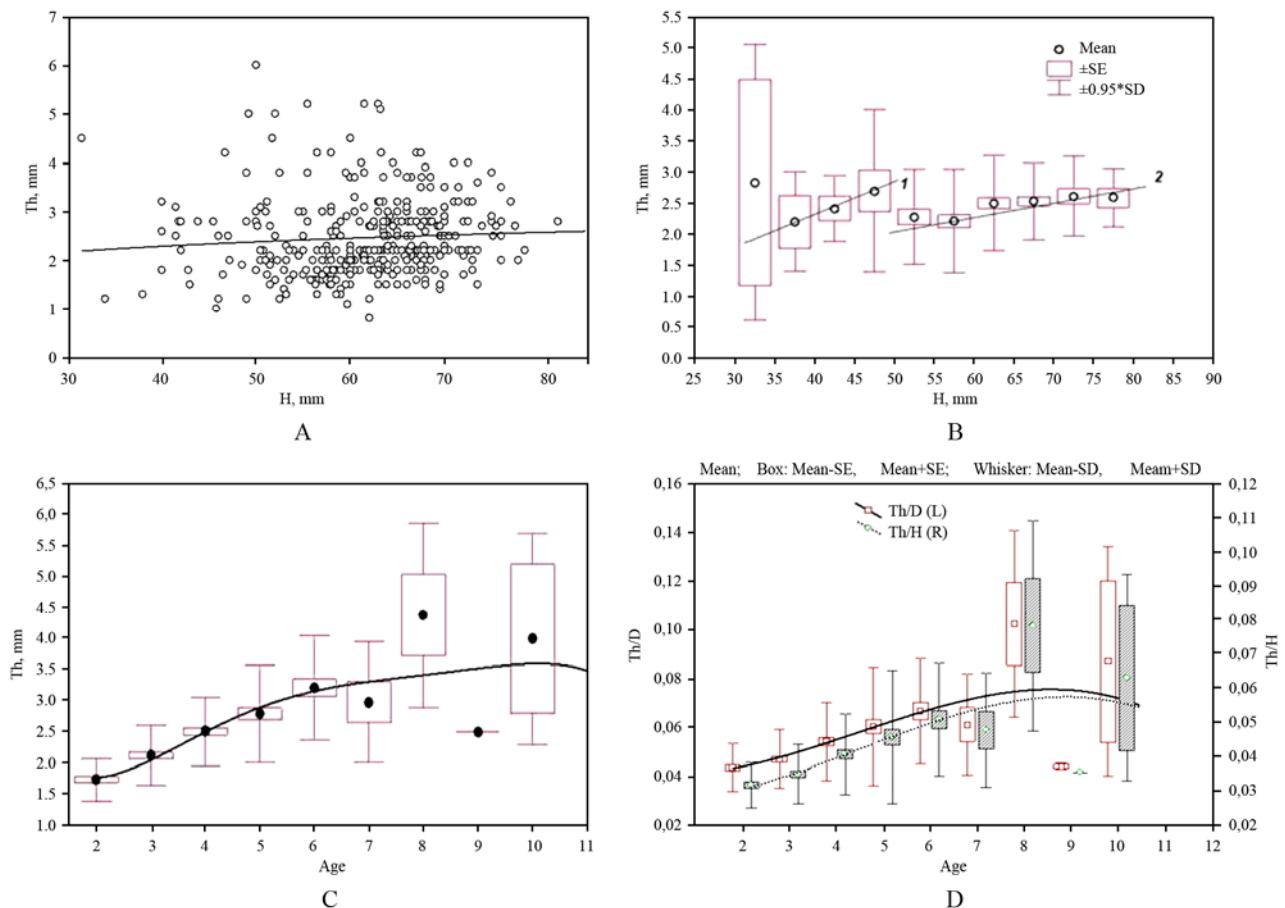 7
6
5
4
3
2
1
0
Th, mm
30
40
50
60
70
80
H, mm
A
5.5
5.0
4.5
4.0
3.5
3.0
2.5
2.0
1.5
1.0
0.5
0.0
Th, mm
Mean
±SE
±0.95*SD
1
2
25 30 35 40 45 50 55 60 65 70 75 80 85 90
H, mm
B
6,5
6,0
5.5
5.0
4.5
4.0
3.5
3.0
2.5
2.0
1.5
1.0
Th, mm
2 3 4 5 6 7 8 9 10 11
Age
C
Mean; Box: Mean-SE, Mean+SE; Whisker: Mean-SD, Meam+SD
0,16
0,14
0,12
0,10
0,08
0,06
0,04
0,02
Th/D
Th/D (L)
Th/H (R)
0,12
0,11
0,10
0,09
0,08
0,07
0,06
0,05
0,04
0,03
0,02
Th/H
2 3 4 5 6 7 8 9 10 11 12
Age
D